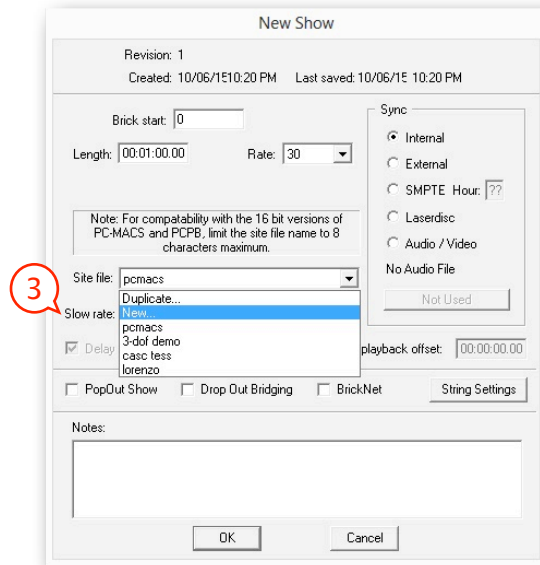 New Show
Revision: 1
Created: 10/06/15 10:20 PM Last saved: 10/06/15 10:20 PM
Brick start: 0
Length: 00:01:00.00 Rate: 30
Sync
Internal
External
SMPTE Hour: ??
Laserdisc
Audio / Video
No Audio File
Not Used
Note: For compatability with the 16 bit versions of
PC-MACS and PCPB, limit the site file name to 8
characters maximum.
3
Site file: pcmacs
Duplicate...
Slow rate: New...
pcmacs
3-dof demo
casc tess
lorenzo
Delay playback offset: 00:00:00.00
PopOut Show Drop Out Bridging BrickNet String Settings
Notes:
OK Cancel